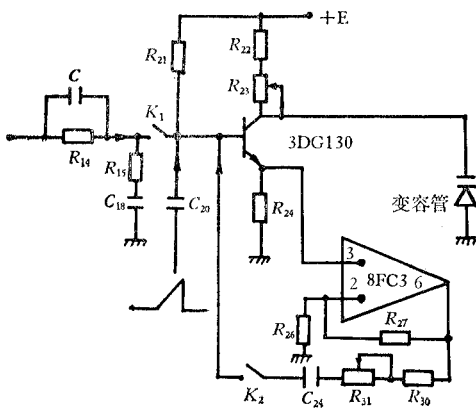 +E
R21
R22
R23
C
K1
R14
R15
3DG130
C18
C20
R24
变容管
3
8FC3
6
2
R26
R27
K2
C24
R31
R30